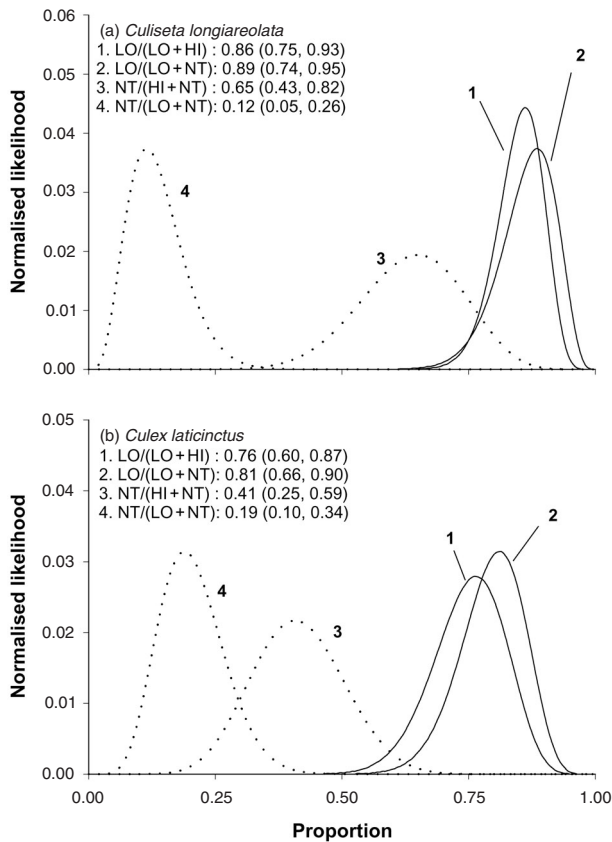 0.06
(a) Culiseta longiareolata
1. LO/(LO+HI) : 0.86 (0.75, 0.93)
2. LO/(LO+NT): 0.89 (0.74, 0.95)
3. NT/(HI+NT) : 0.65 (0.43, 0.82)
4. NT/(LO+NT): 0.12 (0.05, 0.26)
0.05
0.04
0.03
0.02
0.01
0.00
Normalised likelihood
1
2
3
4
0.05
(b) Culex laticinctus
1. LO/(LO+HI) : 0.76 (0.60, 0.87)
2. LO/(LO+NT): 0.81 (0.66, 0.90)
3. NT/(HI+NT) : 0.41 (0.25, 0.59)
4. NT/(LO+NT): 0.19 (0.10, 0.34)
0.04
0.03
0.02
0.01
0.00
Normalised likelihood
1
2
3
4
0.00 0.25 0.50 0.75 1.00
Proportion